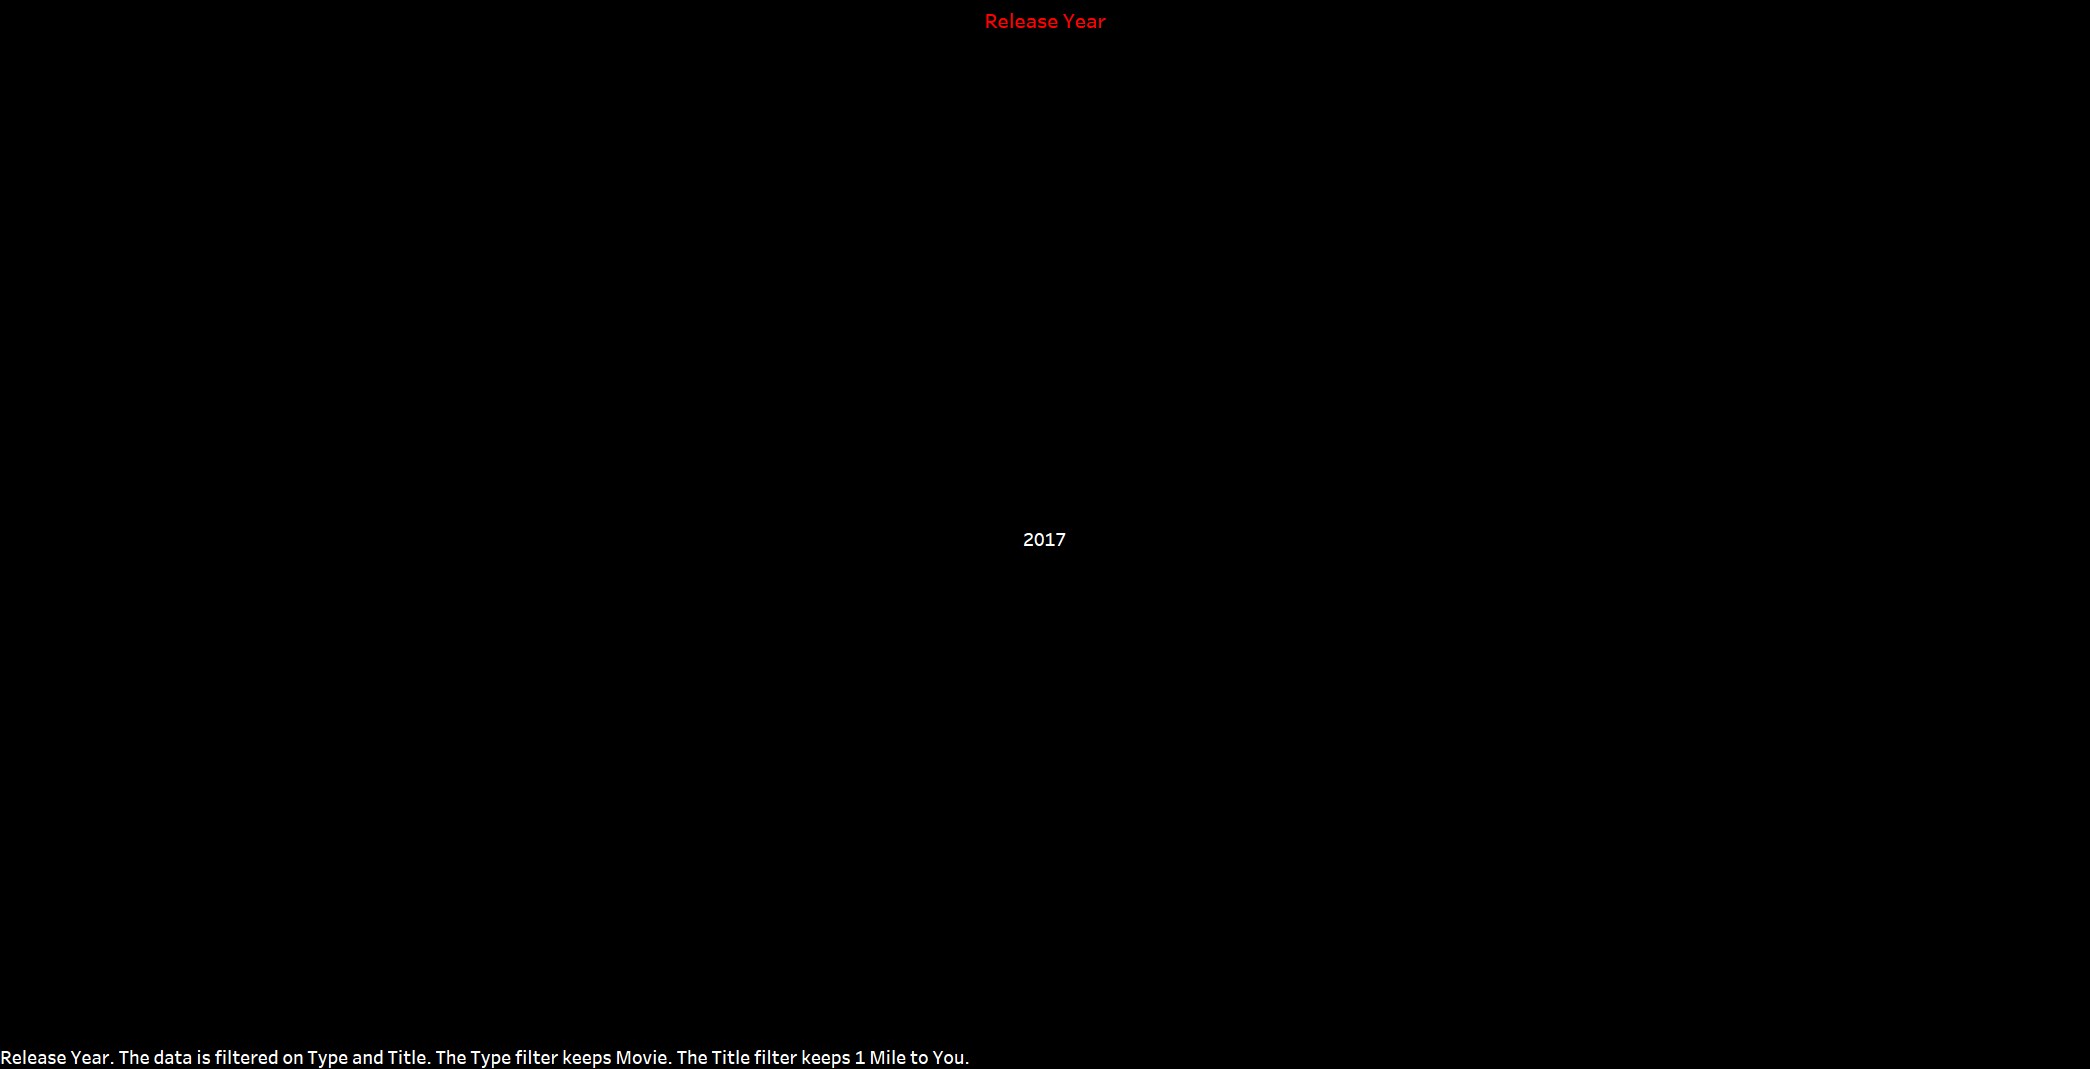 Release Year
2017
Release Year. The data is filtered on Type and Title. The Type filter keeps Movie. The Title filter keeps 1 Mile to You.